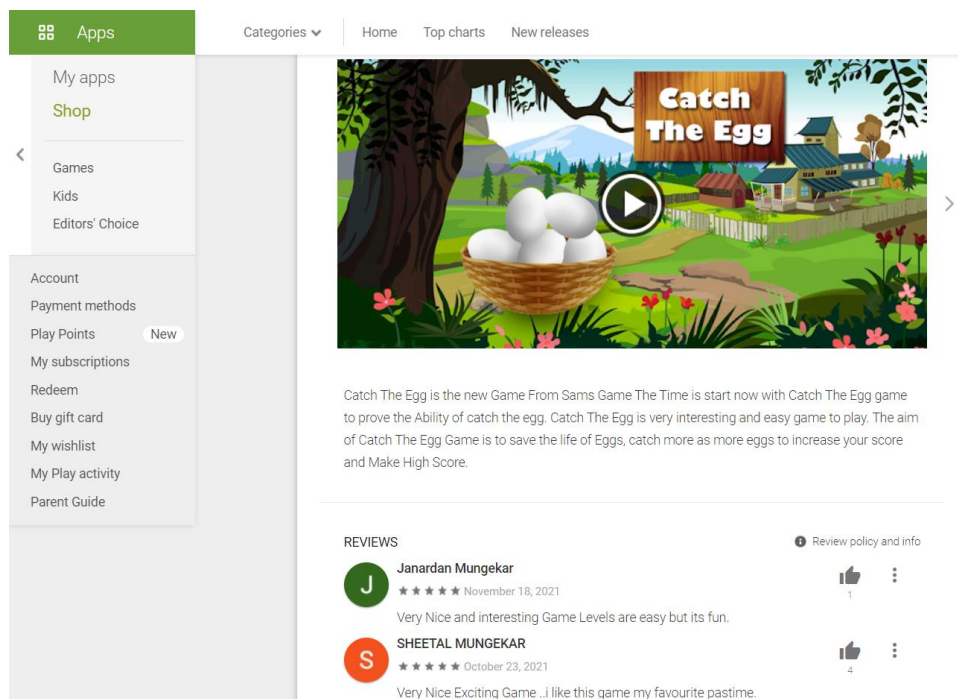 Apps
Categories
Home
Top charts
New releases
My apps
Shop
Games
Kids
Editors' Choice
Account
Payment methods
Play Points
New
My subscriptions
Redeem
Buy gift card
My wishlist
My Play activity
Parent Guide
Catch
The Egg
Catch The Egg is the new Game From Sams Game The Time is start now with Catch The Egg game
to prove the Ability of catch the egg. Catch The Egg is very interesting and easy game to play. The aim
of Catch The Egg Game is to save the life of Eggs, catch more as more eggs to increase your score
and Make High Score.
REVIEWS
Review policy and info
J
Janardan Mungekar
November 18, 2021
1
Very Nice and interesting Game Levels are easy but its fun.
S
SHEETAL MUNGEKAR
October 23, 2021
4
Very Nice Exciting Game ..i like this game my favourite pastime.